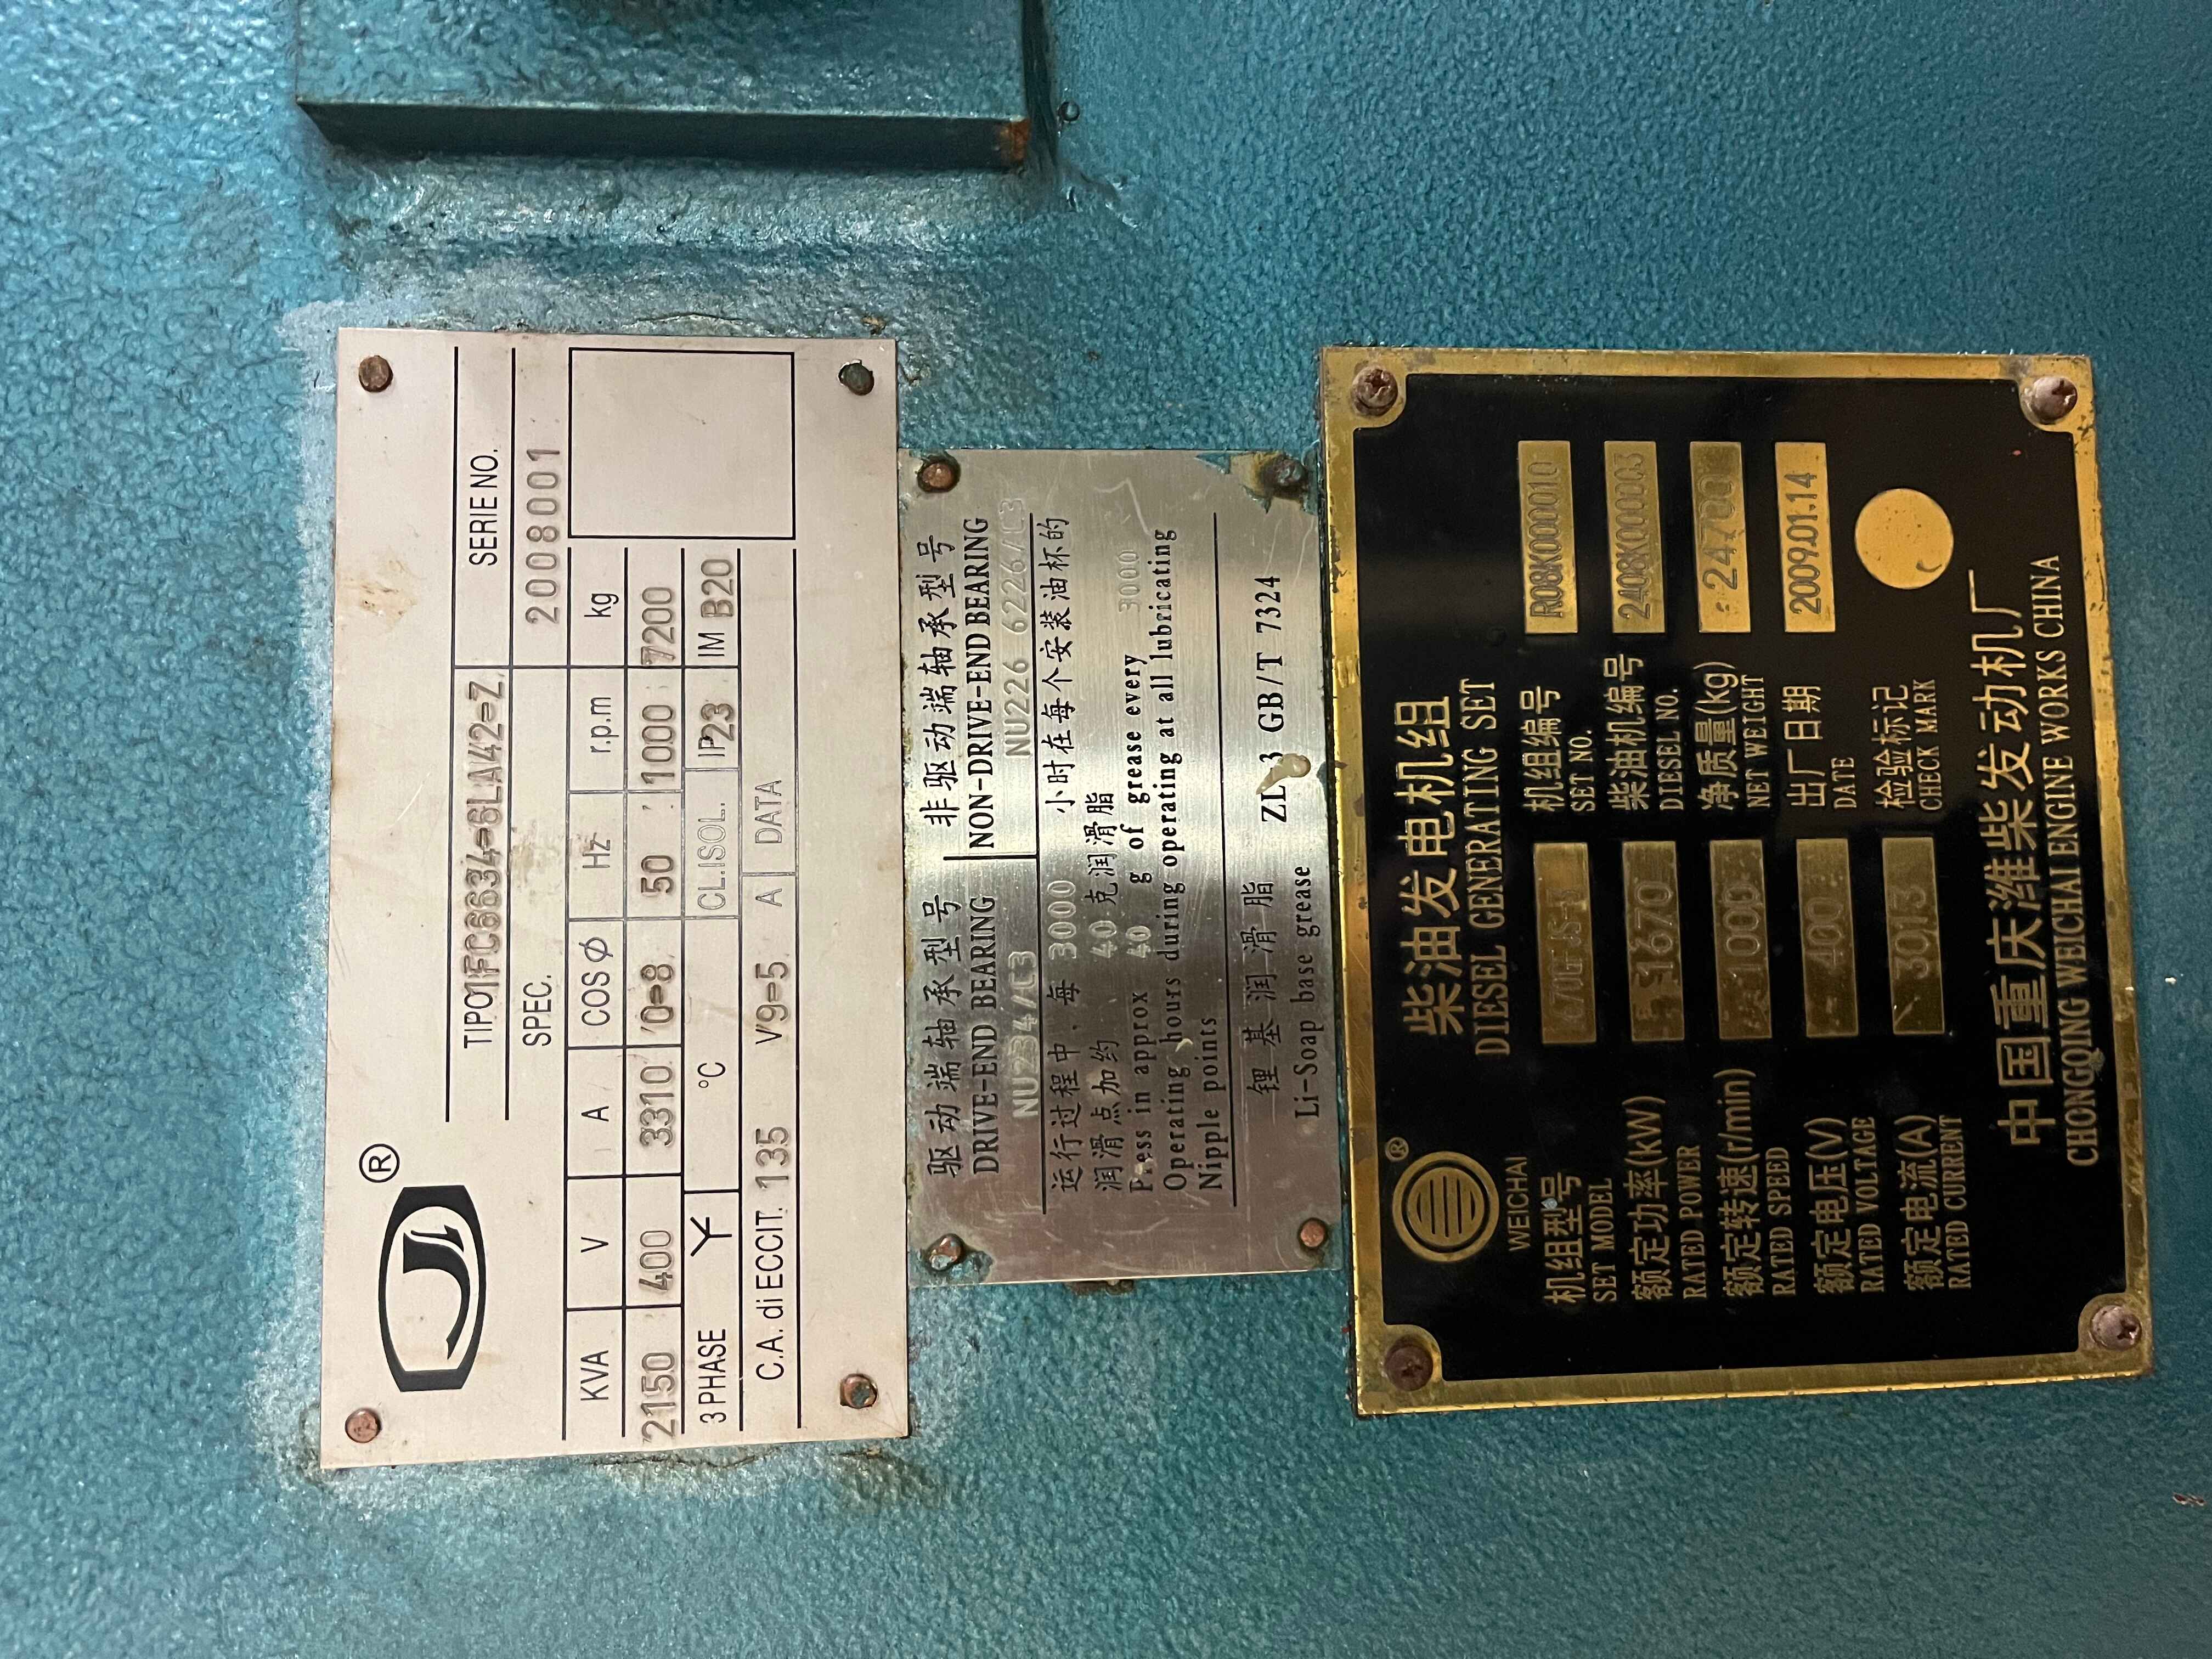 ®
TIPO 1FC6634-6LA42-Z
SERIE NO.
SPEC.
2008001
KVA V A COS Ø Hz r.p.m kg
2150 400 3310 0-8 50 1000 7200
3 PHASE Y °C CL.ISOL. IP23 IM B20
C.A. di ECCIT. 135 V9-5 A DATA
驱动端轴承型号 非驱动端轴承型号
DRIVE-END BEARING NON-DRIVE-END BEARING
NU234/C3 NU226 6226/C3
运行过程中，每 3000 小时在每个安装油杯的
润滑点加约 40 克润滑脂
Press in approx 40 g of grease every 3000
Operating hours during operating at all lubricating
Nipple points
锂基润滑脂 ZL-3 GB/T 7324
Li-Soap base grease
® 柴油发电机组
WEICHAI DIESEL GENERATING SET
机组型号 机组编号 R08K000010
SET MODEL SET NO.
额定功率(kW) 1670 柴油机编号 2408K00003
RATED POWER DIESEL NO.
额定转速(r/min) 1000 净质量(kg) 24700
RATED SPEED NET WEIGHT
额定电压(V) 400 出厂日期 2009.01.14
RATED VOLTAGE DATE
额定电流(A) 3013 检验标记
RATED CURRENT CHECK MARK
中国重庆潍柴发动机厂
CHONGQING WEICHAI ENGINE WORKS CHINA